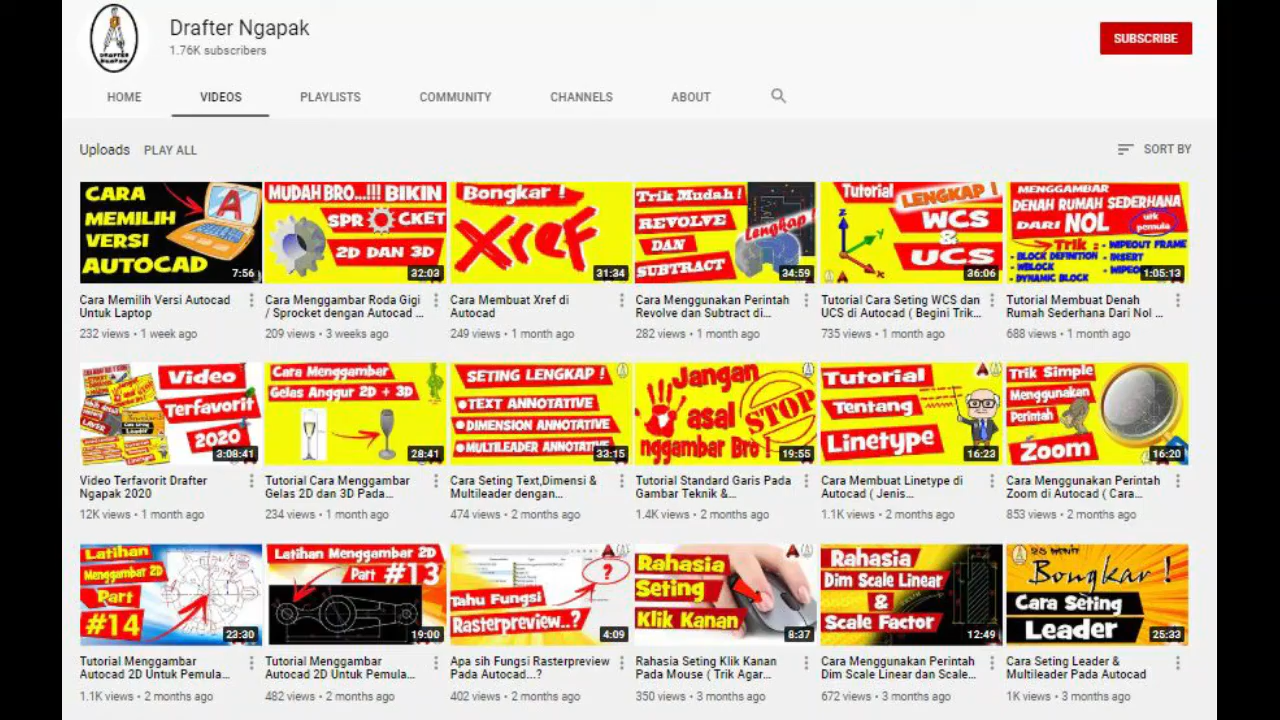 DRAFTER
NGAPAK
Drafter Ngapak
1.76K subscribers
SUBSCRIBE
HOME
VIDEOS
PLAYLISTS
COMMUNITY
CHANNELS
ABOUT
Uploads
PLAY ALL
SORT BY
CARA
MEMILIH
VERSI
AUTOCAD
A
7:56
MUDAH BRO...!!! BIKIN
SPROCKET
2D DAN 3D
32:03
Bongkar !
Xref
31:34
Trik Mudah !
REVOLVE
DAN
SUBTRACT
Lengkap !
34:59
Tutorial
LENGKAP !
WCS
&
UCS
Z
Y
X
36:06
MENGGAMBAR
DENAH RUMAH SEDERHANA
DARI NOL
utk
pemula
Trik :
- BLOCK DEFINITION
- WBLOCK
- DYNAMIC BLOCK
- WIPEOUT FRAME
- INSERT
1:05:13
Cara Memilih Versi Autocad
Untuk Laptop
232 views • 1 week ago
Cara Menggambar Roda Gigi
/ Sprocket dengan Autocad ...
209 views • 3 weeks ago
Cara Membuat Xref di
Autocad
249 views • 1 month ago
Cara Menggunakan Perintah
Revolve dan Subtract di...
282 views • 1 month ago
Tutorial Cara Seting WCS dan
UCS di Autocad ( Begini Trik...
735 views • 1 month ago
Tutorial Membuat Denah
Rumah Sederhana Dari Nol ...
688 views • 1 month ago
Video
Terfavorit
2020
3:08:41
Cara Menggambar
Gelas Anggur 2D + 3D
28:41
SETING LENGKAP !
•TEXT ANNOTATIVE
•DIMENSION ANNOTATIVE
•MULTILEADER ANNOTATIVE
33:15
Jangan
asal
nggambar Bro !
STOP
19:55
Tutorial
Tentang
Linetype
16:23
Trik Simple
Menggunakan
Perintah
Zoom
16:20
Video Terfavorit Drafter
Ngapak 2020
12K views • 1 month ago
Tutorial Cara Menggambar
Gelas 2D dan 3D Pada...
234 views • 1 month ago
Cara Seting Text,Dimensi &
Multileader dengan...
474 views • 2 months ago
Tutorial Standard Garis Pada
Gambar Teknik &...
1.4K views • 2 months ago
Cara Membuat Linetype di
Autocad ( Jenis...
1.1K views • 2 months ago
Cara Menggunakan Perintah
Zoom di Autocad ( Cara...
853 views • 2 months ago
Latihan
Menggambar 2D
Part
#14
23:30
Latihan Menggambar 2D
Part #13
19:00
?
Tahu Fungsi
Rasterpreview..?
4:09
Rahasia
Seting
Klik Kanan
8:37
Rahasia
Dim Scale Linear
&
Scale Factor
12:49
Bongkar !
Cara Seting
Leader
25:33
Tutorial Menggambar
Autocad 2D Untuk Pemula...
1.1K views • 2 months ago
Tutorial Menggambar
Autocad 2D Untuk Pemula...
482 views • 2 months ago
Apa sih Fungsi Rasterpreview
Pada Autocad...?
402 views • 2 months ago
Rahasia Seting Klik Kanan
Pada Mouse ( Trik Agar...
350 views • 3 months ago
Cara Menggunakan Perintah
Dim Scale Linear dan Scale...
672 views • 3 months ago
Cara Seting Leader &
Multileader Pada Autocad
1K views • 3 months ago